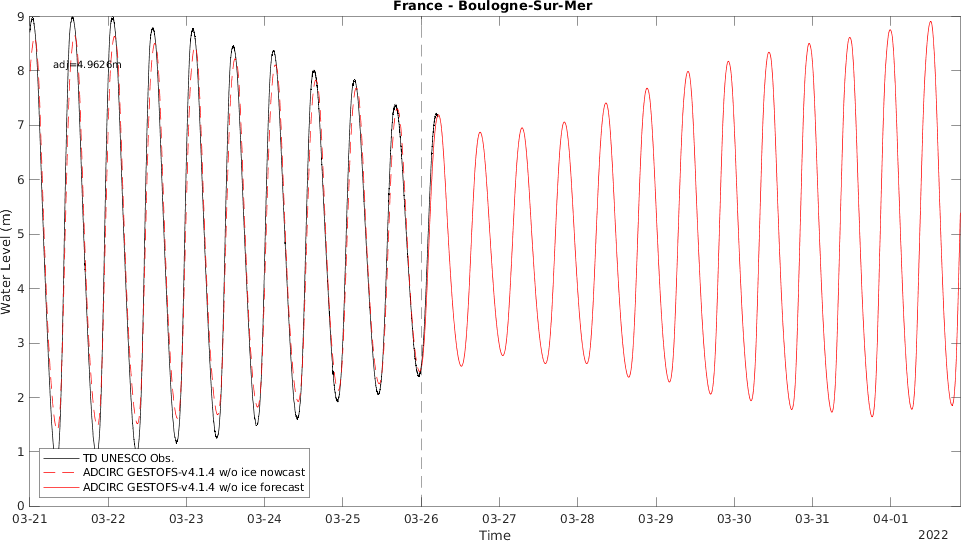 France - Boulogne-Sur-Mer
9
8
7
6
5
4
3
2
1
0
Water Level (m)
adj=4.9626m
TD UNESCO Obs.
ADCIRC GESTOFS-v4.1.4 w/o ice nowcast
ADCIRC GESTOFS-v4.1.4 w/o ice forecast
03-21 03-22 03-23 03-24 03-25 03-26 03-27 03-28 03-29 03-30 03-31 04-01
Time
2022